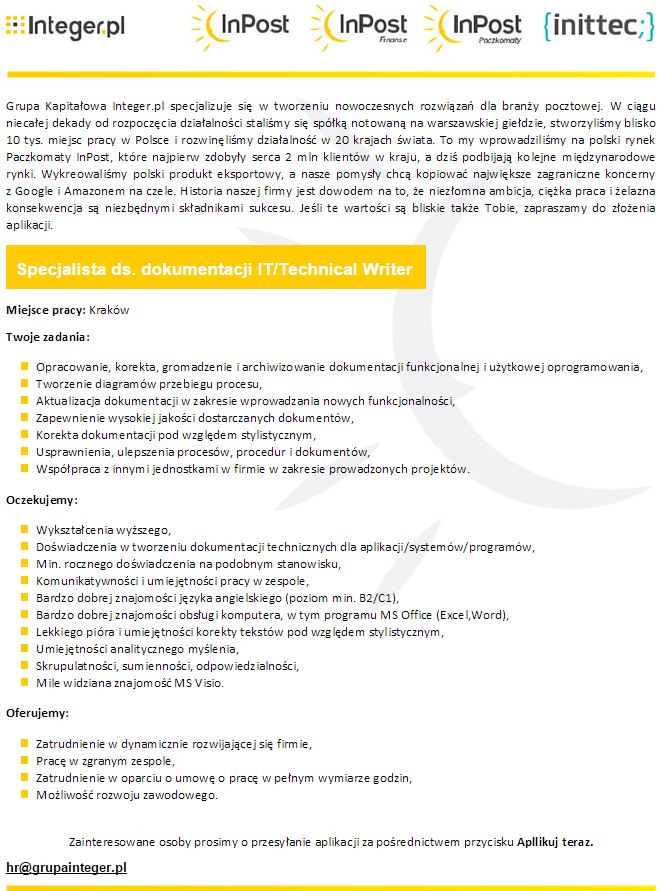 Integer.pl InPost InPost Finanse InPost Paczkomaty {inittec;}
Grupa Kapitałowa Integer.pl specjalizuje się w tworzeniu nowoczesnych rozwiązań dla branży pocztowej. W ciągu
niecałej dekady od rozpoczęcia działalności staliśmy się spółką notowaną na warszawskiej giełdzie, stworzyliśmy blisko
10 tys. miejsc pracy w Polsce i rozwinęliśmy działalność w 20 krajach świata. To my wprowadziliśmy na polski rynek
Paczkomaty InPost, które najpierw zdobyły serca 2 mln klientów w kraju, a dziś podbijają kolejne międzynarodowe
rynki. Wykreowaliśmy polski produkt eksportowy, a nasze pomysły chcą kopiować największe zagraniczne koncerny
z Google i Amazonem na czele. Historia naszej firmy jest dowodem na to, że niezłomna ambicja, ciężka praca i żelazna
konsekwencja są niezbędnymi składnikami sukcesu. Jeśli te wartości są bliskie także Tobie, zapraszamy do złożenia
aplikacji.
Specjalista ds. dokumentacji IT/Technical Writer
Miejsce pracy: Kraków
Twoje zadania:
Opracowanie, korekta, gromadzenie i archiwizowanie dokumentacji funkcjonalnej i użytkowej oprogramowania,
Tworzenie diagramów przebiegu procesu,
Aktualizacja dokumentacji w zakresie wprowadzania nowych funkcjonalności,
Zapewnienie wysokiej jakości dostarczanych dokumentów,
Korekta dokumentacji pod względem stylistycznym,
Usprawnienia, ulepszenia procesów, procedur i dokumentów,
Współpraca z innymi jednostkami w firmie w zakresie prowadzonych projektów.
Oczekujemy:
Wykształcenia wyższego,
Doświadczenia w tworzeniu dokumentacji technicznych dla aplikacji/systemów/programów,
Min. rocznego doświadczenia na podobnym stanowisku,
Komunikatywności i umiejętności pracy w zespole,
Bardzo dobrej znajomości języka angielskiego (poziom min. B2/C1),
Bardzo dobrej znajomości obsługi komputera, w tym programu MS Office (Excel,Word),
Lekkiego pióra i umiejętności korekty tekstów pod względem stylistycznym,
Umiejętności analitycznego myślenia,
Skrupulatności, sumienności, odpowiedzialności,
Mile widziana znajomość MS Visio.
Oferujemy:
Zatrudnienie w dynamicznie rozwijającej się firmie,
Pracę w zgranym zespole,
Zatrudnienie w oparciu o umowę o pracę w pełnym wymiarze godzin,
Możliwość rozwoju zawodowego.
Zainteresowane osoby prosimy o przesyłanie aplikacji za pośrednictwem przycisku Apllikuj teraz.
hr@grupainteger.pl